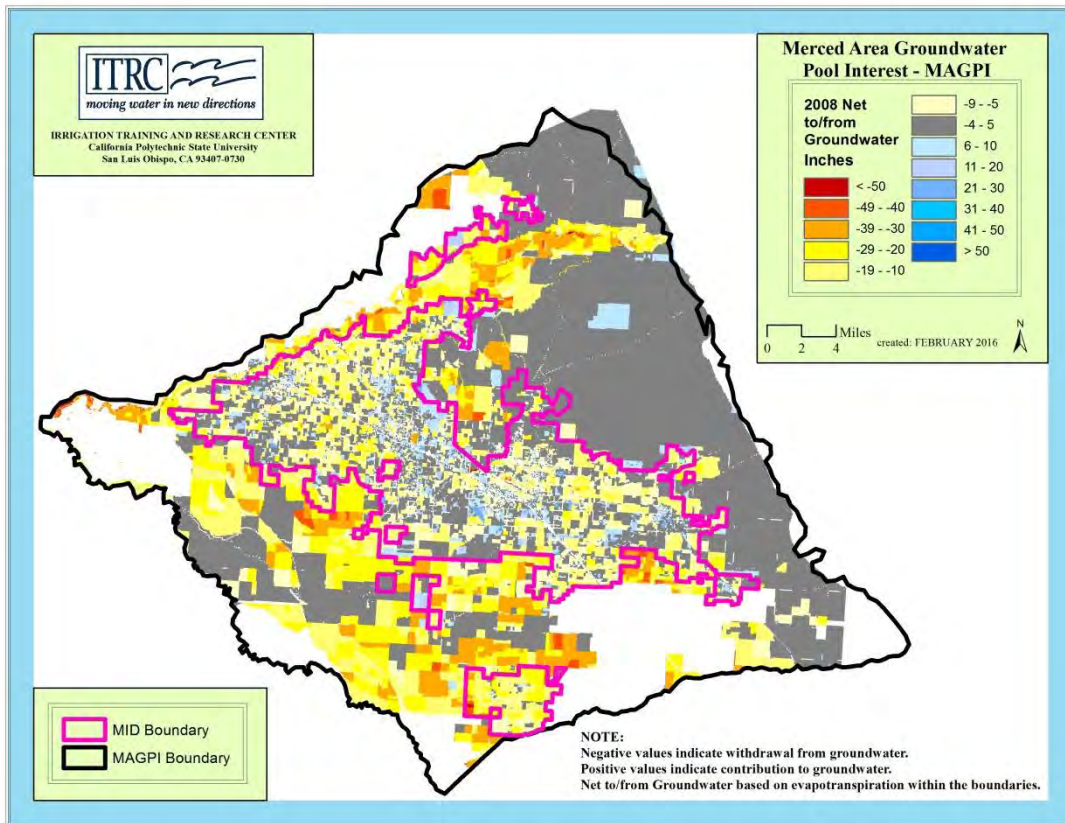 ITRC
moving water in new directions
IRRIGATION TRAINING AND RESEARCH CENTER
California Polytechnic State University
San Luis Obispo, CA 93407-0730
Merced Area Groundwater
Pool Interest - MAGPI
2008 Net
to/from
Groundwater
Inches
< -50
-49 - -40
-39 - -30
-29 - -20
-19 - -10
-9 - -5
-4 - 5
6 - 10
11 - 20
21 - 30
31 - 40
41 - 50
> 50
Miles
0 2 4
created: FEBRUARY 2016
N
MID Boundary
MAGPI Boundary
NOTE:
Negative values indicate withdrawal from groundwater.
Positive values indicate contribution to groundwater.
Net to/from Groundwater based on evapotranspiration within the boundaries.